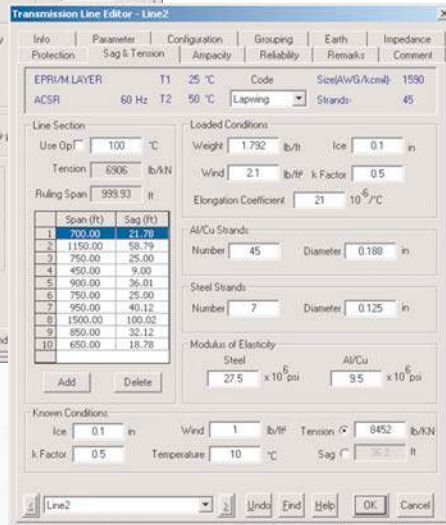 Transmission Line Editor - Line2
Info Parameter Configuration Grouping Earth Impedance
Protection Sag & Tension Ampacity Reliability Remarks Comment
EPRI/M.LAYER T1 25 °C Code Size(AWG/kcmil)- 1590
ACSR 60 Hz T2 50 °C Lapwing Strands- 45
Line Section Loaded Conditions
Use Op 100 °C Weight 1.792 lb/ft Ice 0.1 in
Tension 6906 lb/kN Wind 2.1 lb/ft² k Factor 0.5
Ruling Span 999.93 ft Elongation Coefficient 21 10^-6/°C
Span (ft) Sag (ft)
1 700.00 21.78
2 1150.00 58.79
3 750.00 25.00
4 450.00 9.00
5 900.00 36.01
6 750.00 25.00
7 950.00 40.12
8 1500.00 100.02
9 850.00 32.12
10 650.00 18.78
Add Delete
Al/Cu Strands
Number 45 Diameter 0.188 in
Steel Strands
Number 7 Diameter 0.125 in
Modulus of Elasticity
Steel Al/Cu
27.5 x 10^6 psi 9.5 x 10^6 psi
Known Conditions
Ice 0.1 in Wind 1 lb/ft² Tension 8452 lb/KN
k Factor 0.5 Temperature 10 °C Sag 36.2 ft
Line2 Undo Find Help OK Cancel